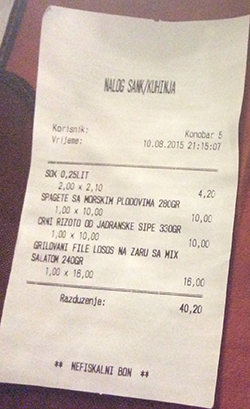 NALOG SANK/KUHINJA
Korisnik: Konobar 5
Vrijeme: 10.08.2015 21:15:07
SOK 0,25LIT
2,00 x 2,10 4,20
SPAGETE SA MORSKIM PLODOVIMA 280GR
1,00 x 10,00 10,00
CRNI RIZOTO OD JADRANSKE SIPE 330GR
1,00 x 10,00 10,00
GRILOVANI FILE LOSOS NA ZARU SA MIX
SALATOM 240GR
1,00 x 16,00 16,00
Razduzenje: 40,20
** NEFISKALNI BON **